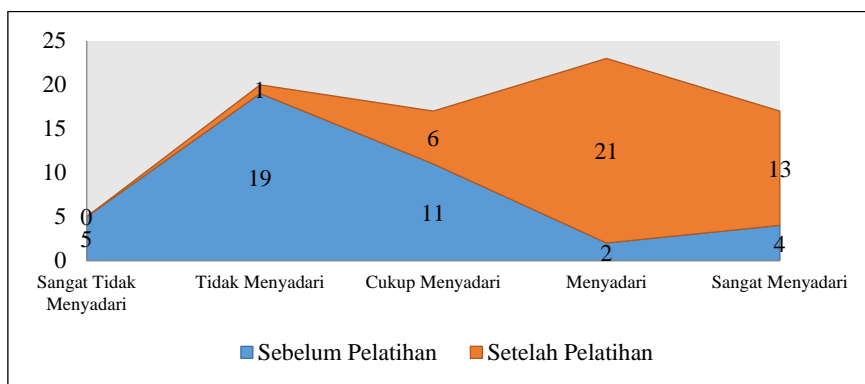 25
20
15
10
5
0
0
5
1
19
6
11
21
2
13
4
Sangat Tidak
Menyadari
Tidak Menyadari
Cukup Menyadari
Menyadari
Sangat Menyadari
Sebelum Pelatihan
Setelah Pelatihan